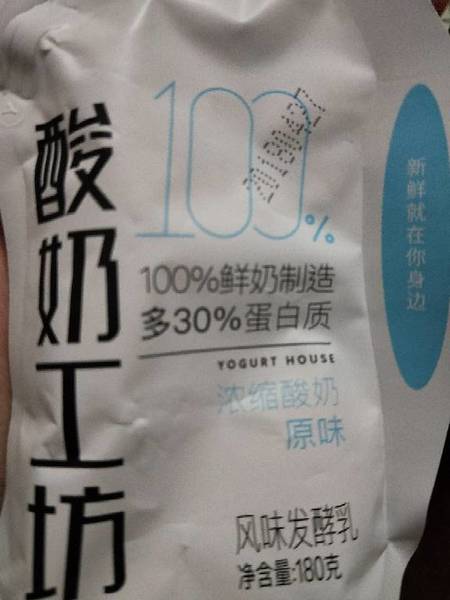 酸奶工坊
100%
100%鲜奶制造
多30%蛋白质
YOGURT HOUSE
浓缩酸奶
原味
风味发酵乳
净含量:180克
新鲜就在你身边